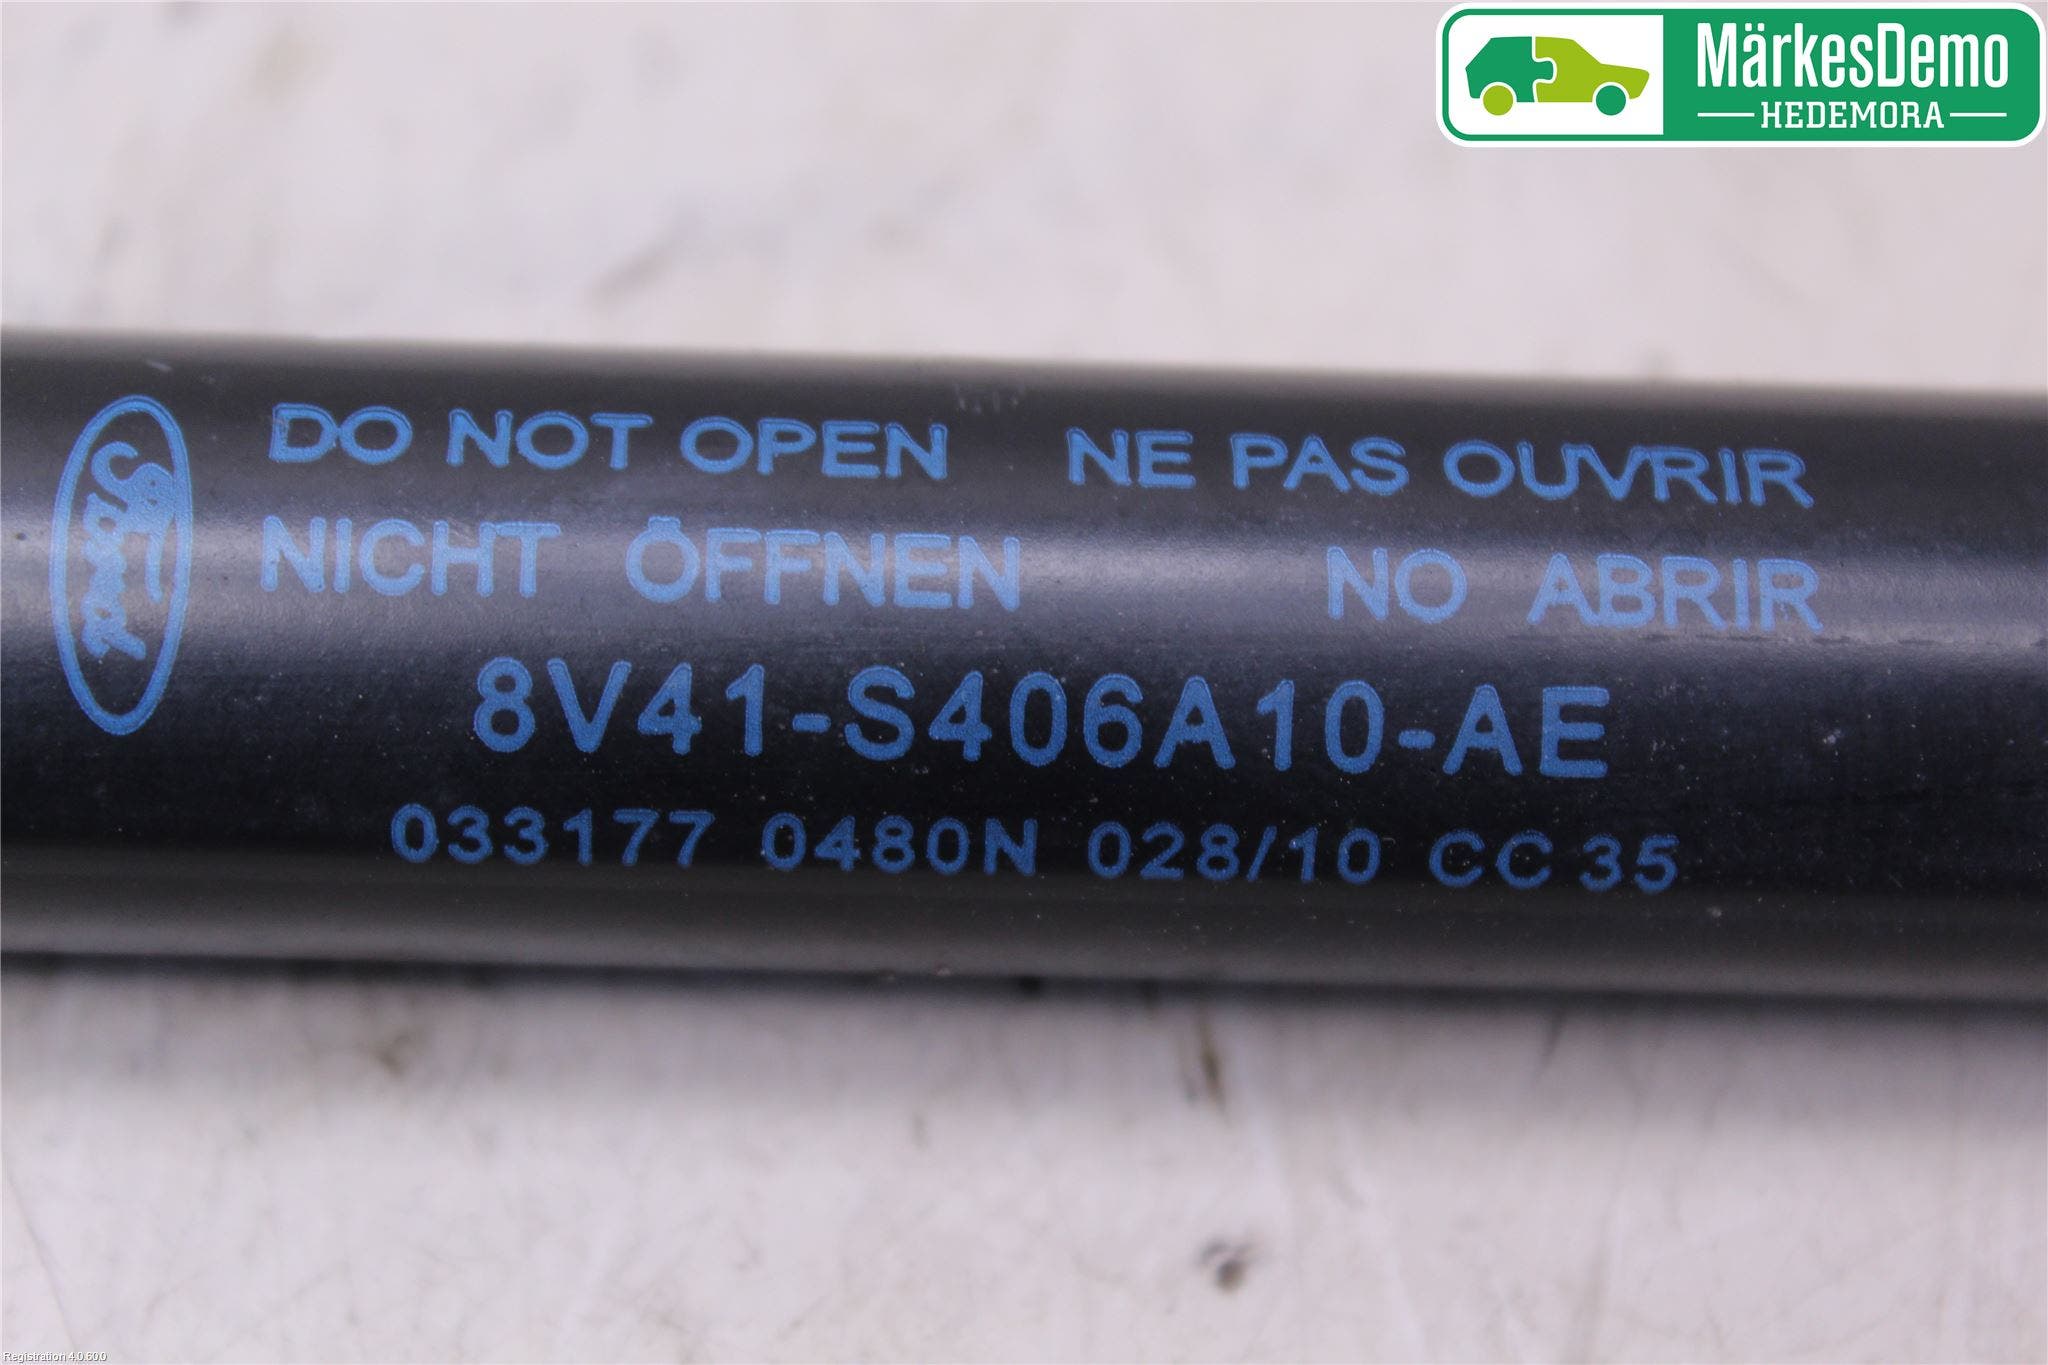 MärkesDemo
HEDEMORA
Ford
DO NOT OPEN NE PAS OUVRIR
NICHT ÖFFNEN NO ABRIR
8V41-S406A10-AE
033177 0480N 028/10 CC 35
Registration 4.0.600